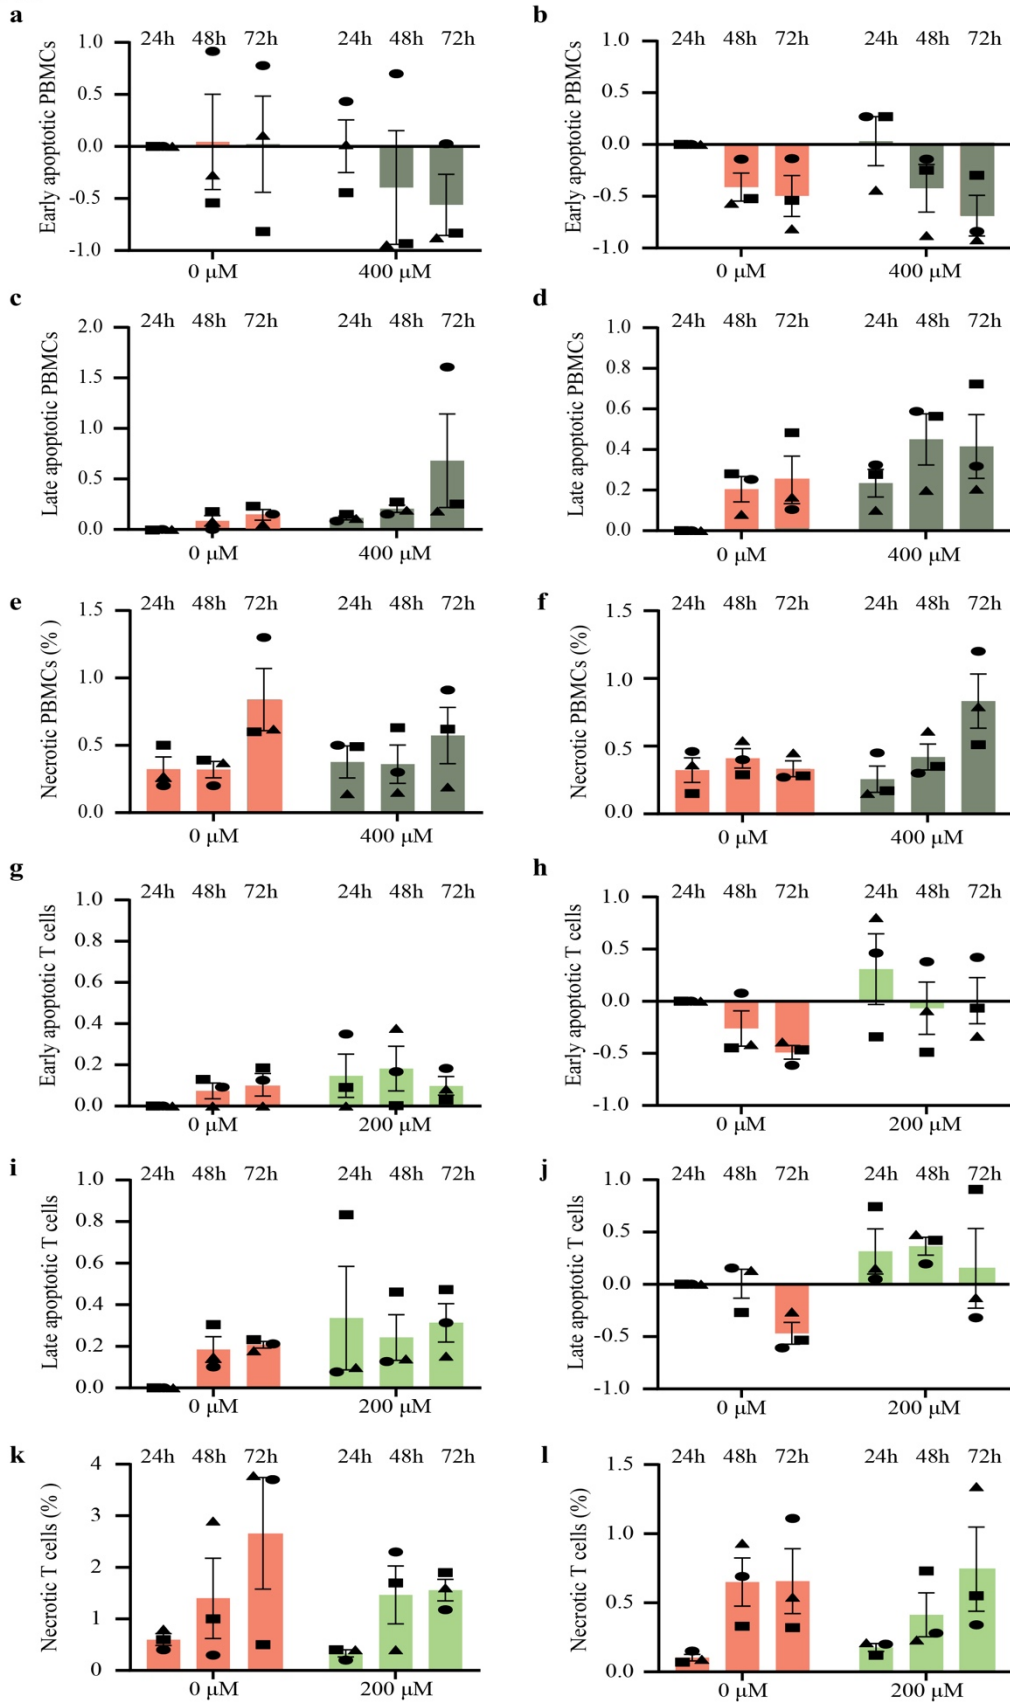 a
24h 48h 72h 24h 48h 72h
Early apoptotic PBMCs
1.0
0.5
0.0
-0.5
-1.0
0 µM 400 µM
b
24h 48h 72h 24h 48h 72h
Early apoptotic PBMCs
1.0
0.5
0.0
-0.5
-1.0
0 µM 400 µM
c
24h 48h 72h 24h 48h 72h
Late apoptotic PBMCs
2.0
1.5
1.0
0.5
0.0
0 µM 400 µM
d
24h 48h 72h 24h 48h 72h
Late apoptotic PBMCs
1.0
0.8
0.6
0.4
0.2
0.0
0 µM 400 µM
e
24h 48h 72h 24h 48h 72h
Necrotic PBMCs (% )
1.5
1.0
0.5
0.0
0 µM 400 µM
f
24h 48h 72h 24h 48h 72h
Necrotic PBMCs (%)
1.5
1.0
0.5
0.0
0 µM 400 µM
g
24h 48h 72h 24h 48h 72h
Early apoptotic T cells
1.0
0.8
0.6
0.4
0.2
0.0
0 µM 200 µM
h
24h 48h 72h 24h 48h 72h
Early apoptotic T cells
1.0
0.5
0.0
-0.5
-1.0
0 µM 200 µM
i
24h 48h 72h 24h 48h 72h
Late apoptotic T cells
1.0
0.8
0.6
0.4
0.2
0.0
0 µM 200 µM
j
24h 48h 72h 24h 48h 72h
Late apoptotic T cells
1.0
0.5
0.0
-0.5
-1.0
0 µM 200 µM
k
24h 48h 72h 24h 48h 72h
Necrotic T cells (% )
4
3
2
1
0
0 µM 200 µM
l
24h 48h 72h 24h 48h 72h
Necrotic T cells (%)
1.5
1.0
0.5
0.0
0 µM 200 µM